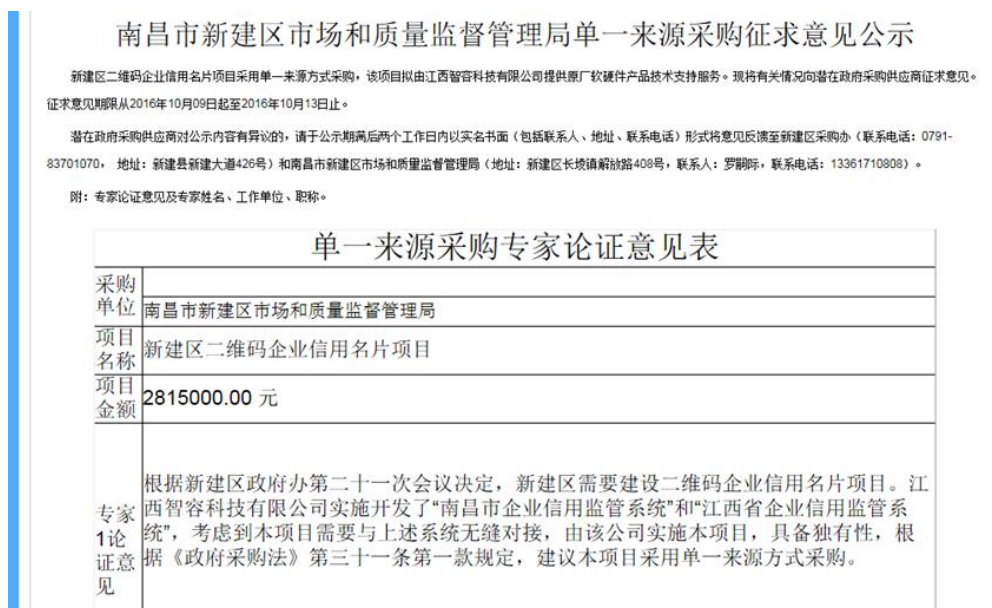 南昌市新建区市场和质量监督管理局单一来源采购征求意见公示
新建区二维码企业信用名片项目采用单一来源方式采购，该项目拟由江西智容科技有限公司提供原厂软硬件产品技术支持服务。现将有关情况向潜在政府采购供应商征求意见。
征求意见期限从2016年10月09日起至2016年10月13日止。
潜在政府采购供应商对公示内容有异议的，请于公示期满后两个工作日内以实名书面（包括联系人、地址、联系电话）形式将意见反馈至新建区采购办（联系电话：0791-
83701070， 地址：新建县新建大道426号）和南昌市新建区市场和质量监督管理局（地址：新建区长堎镇解放路408号，联系人：罗嗣际，联系电话：13361710808）。
附：专家论证意见及专家姓名、工作单位、职称。
单一来源采购专家论证意见表
采购
单位
南昌市新建区市场和质量监督管理局
项目
名称
新建区二维码企业信用名片项目
项目
金额
2815000.00 元
专家
1论
证意
见
根据新建区政府办第二十一次会议决定，新建区需要建设二维码企业信用名片项目。江
西智容科技有限公司实施开发了“南昌市企业信用监管系统”和“江西省企业信用监管系
统”，考虑到本项目需要与上述系统无缝对接，由该公司实施本项目，具备独有性，根
据《政府采购法》第三十一条第一款规定，建议本项目采用单一来源方式采购。